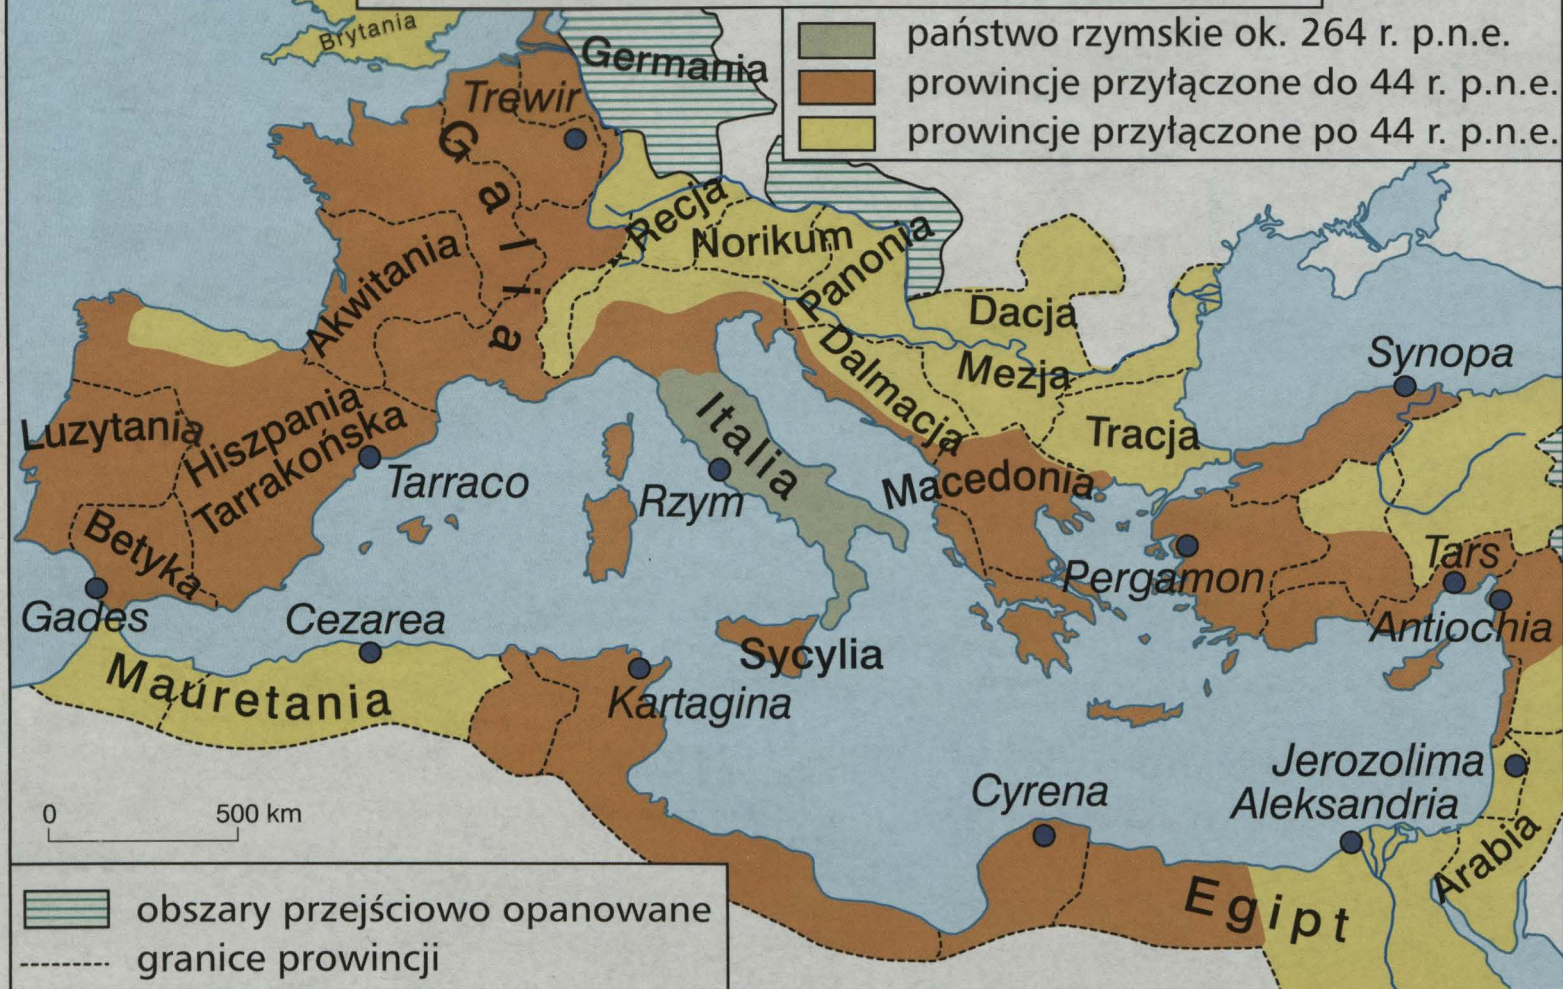 Brytania
państwo rzymskie ok. 264 r. p.n.e.
prowincje przyłączone do 44 r. p.n.e.
prowincje przyłączone po 44 r. p.n.e.
Germania
Trewir
Galia
Recja
Norikum
Panonia
Akwitania
Dacja
Dalmacja
Mezja
Synopa
Luzytania
Hiszpania
Tarrakońska
Italia
Tracja
Tarraco
Rzym
Macedonia
Betyka
Pergamon
Tars
Gades
Cezarea
Antiochia
Sycylia
Mauretania
Kartagina
Jerozolima
Cyrena
Aleksandria
0 500 km
Arabia
Egipt
obszary przejściowo opanowane
granice prowincji